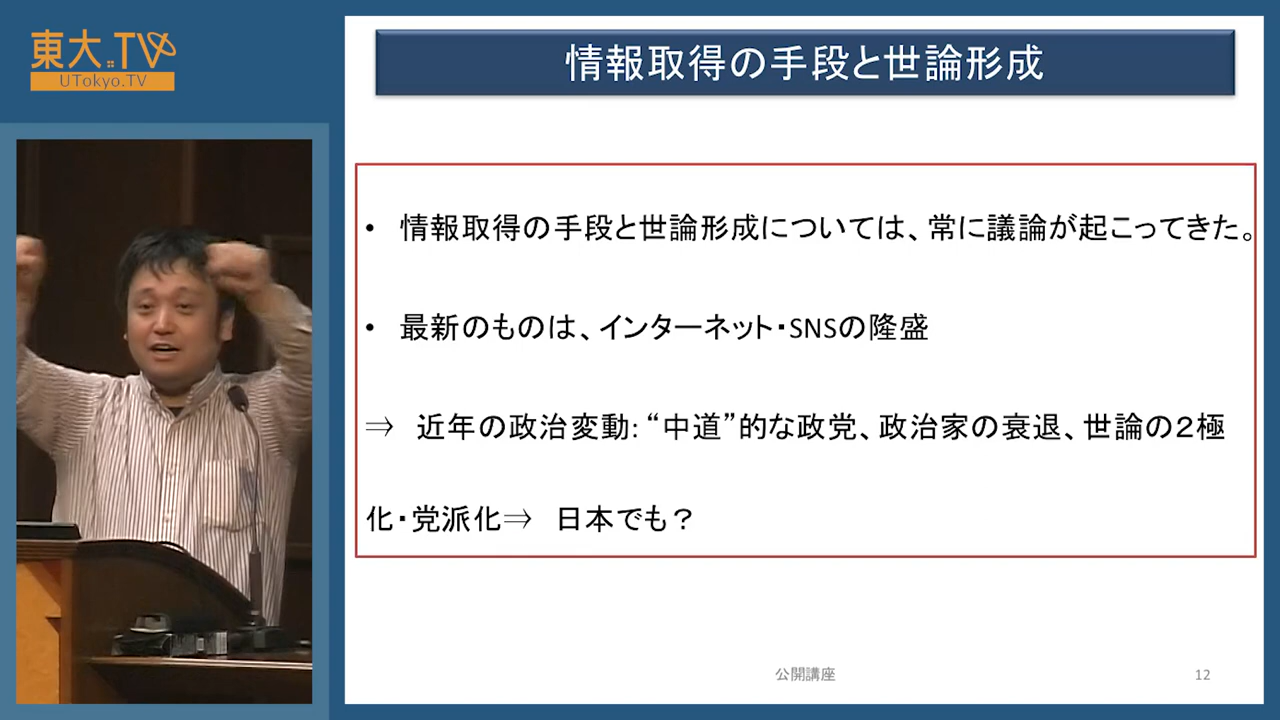 東大.TV
UTokyo.TV
情報取得の手段と世論形成
• 情報取得の手段と世論形成については、常に議論が起こってきた。
• 最新のものは、インターネット・SNSの隆盛
⇒ 近年の政治変動: “中道”的な政党、政治家の衰退、世論の２極
化・党派化⇒ 日本でも？
公開講座
12